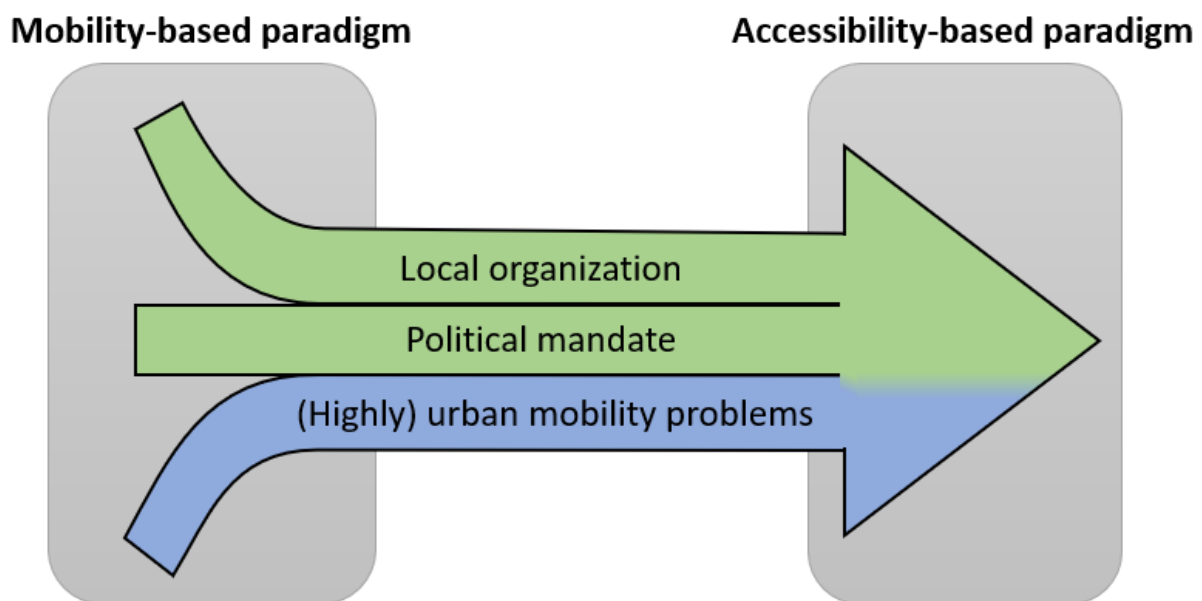 Mobility-based paradigm
Accessibility-based paradigm
Local organization
Political mandate
(Highly) urban mobility problems